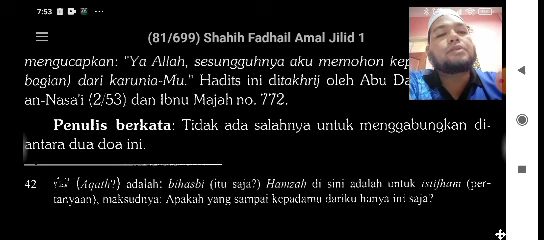 7:53
(81/699) Shahih Fadhail Amal Jilid 1
mengucapkan: "Ya Allah, sesungguhnya aku memohon kep
bagian) dari karunia-Mu." Hadits ini ditakhrij oleh Abu Da
an-Nasa'i (2/53) dan Ibnu Majah no. 772.
Penulis berkata: Tidak ada salahnya untuk menggabungkan di-
antara dua doa ini.
42 (Aqath?) adalah: bihasbi (itu saja?) Hamzah di sini adalah untuk istifham (per-
tanyaan), maksudnya: Apakah yang sampai kepadamu dariku hanya ini saja?